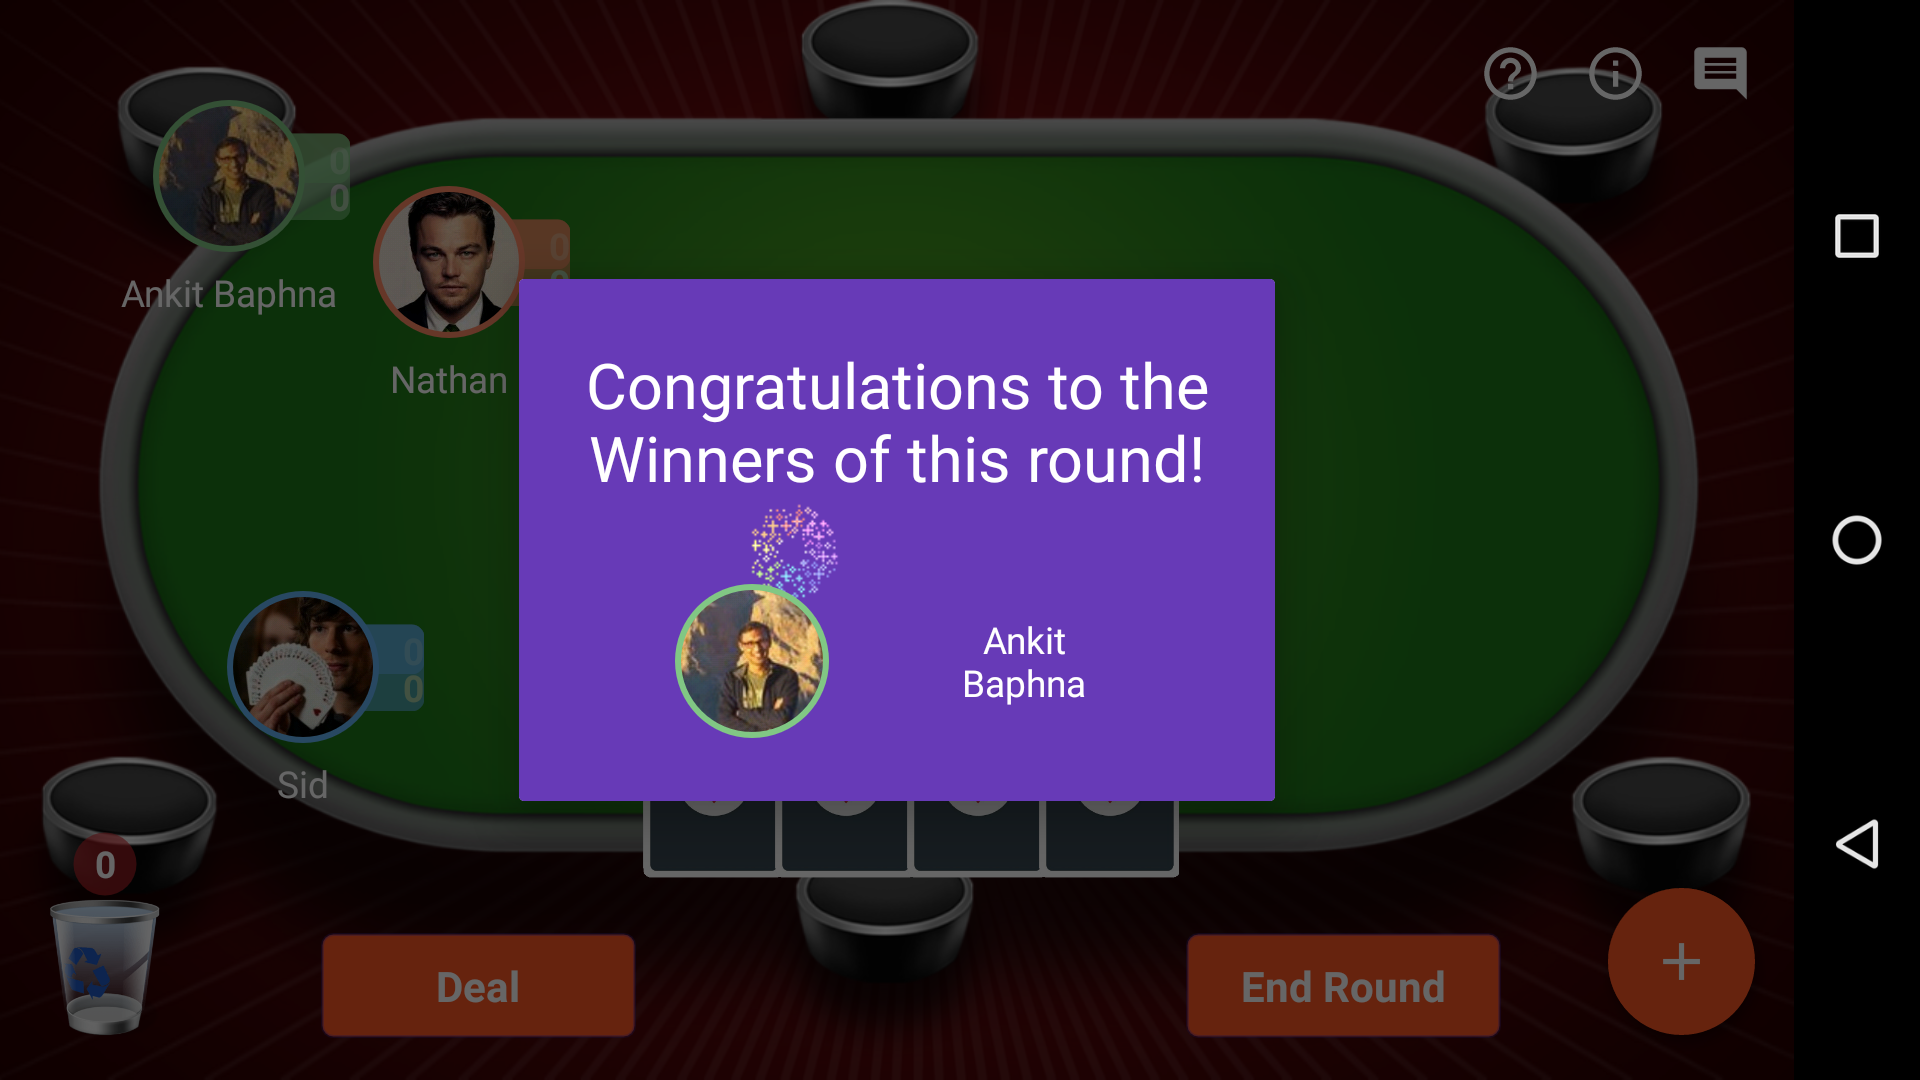 0
0
Ankit Baphna
0
Nathan
Congratulations to the
Winners of this round!
Ankit
Baphna
0
0
Sid
0
Deal
End Round